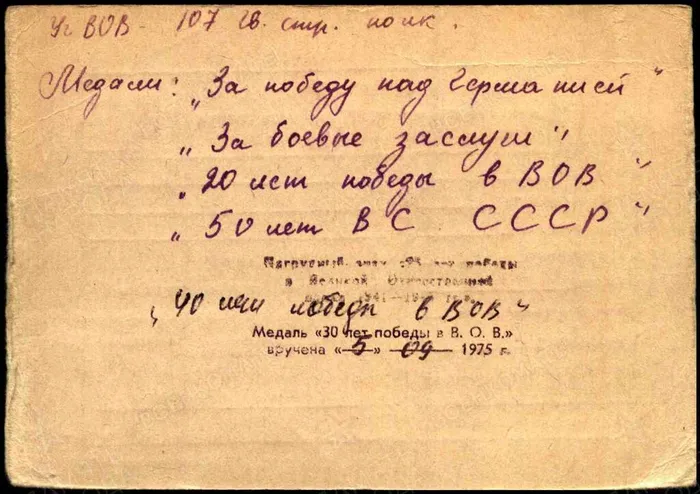 Уч ВОВ - 107 гв. стр. полк.
Медали: „За победу над Германией"
„За боевые заслуги"
„20 лет победы в ВОВ"
„50 лет ВС СССР"
Нагрудный знак «25 лет победы
в Великой Отечественной
войне 1941—1945 гг.»
„40 лет победы в ВОВ"
Медаль «30 лет победы в В. О. В.»
вручена «5» 09 1975 г.